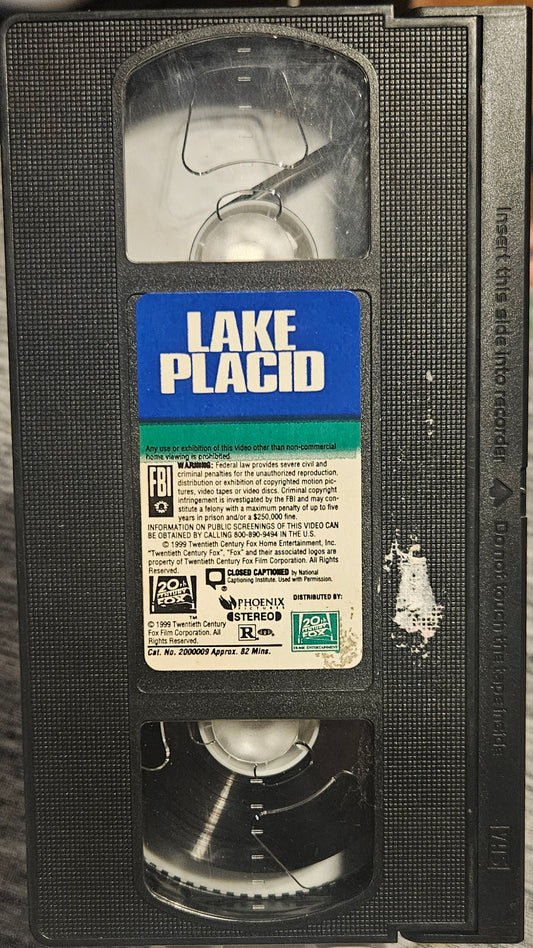 LAKE
PLACID
Any use or exhibition of this video other than non-commercial
home viewing is prohibited.
FBI
WARNING: Federal law provides severe civil and
criminal penalties for the unauthorized reproduction,
distribution or exhibition of copyrighted motion pic-
tures, video tapes or video discs. Criminal copyright
infringement is investigated by the FBI and may con-
stitute a felony with a maximum penalty of up to five
years in prison and/or a $250,000 fine.
INFORMATION ON PUBLIC SCREENINGS OF THIS VIDEO CAN
BE OBTAINED BY CALLING 800-890-9494 IN THE U.S.
© 1999 Twentieth Century Fox Home Entertainment, Inc.
"Twentieth Century Fox", "Fox" and their associated logos are
property of Twentieth Century Fox Film Corporation. All Rights
Reserved.
CLOSED CAPTIONED by National
Captioning Institute. Used with Permission.
20th
CENTURY
FOX
TM
© 1999 Twentieth Century
Fox Film Corporation. All
Rights Reserved.
PHOENIX
PICTURES
STEREO
R
DISTRIBUTED BY:
20th
CENTURY
FOX
HOME ENTERTAINMENT
Cat. No. 2000009 Approx. 82 Mins.
Insert this side into recorder
Do not touch the tape inside
VHS